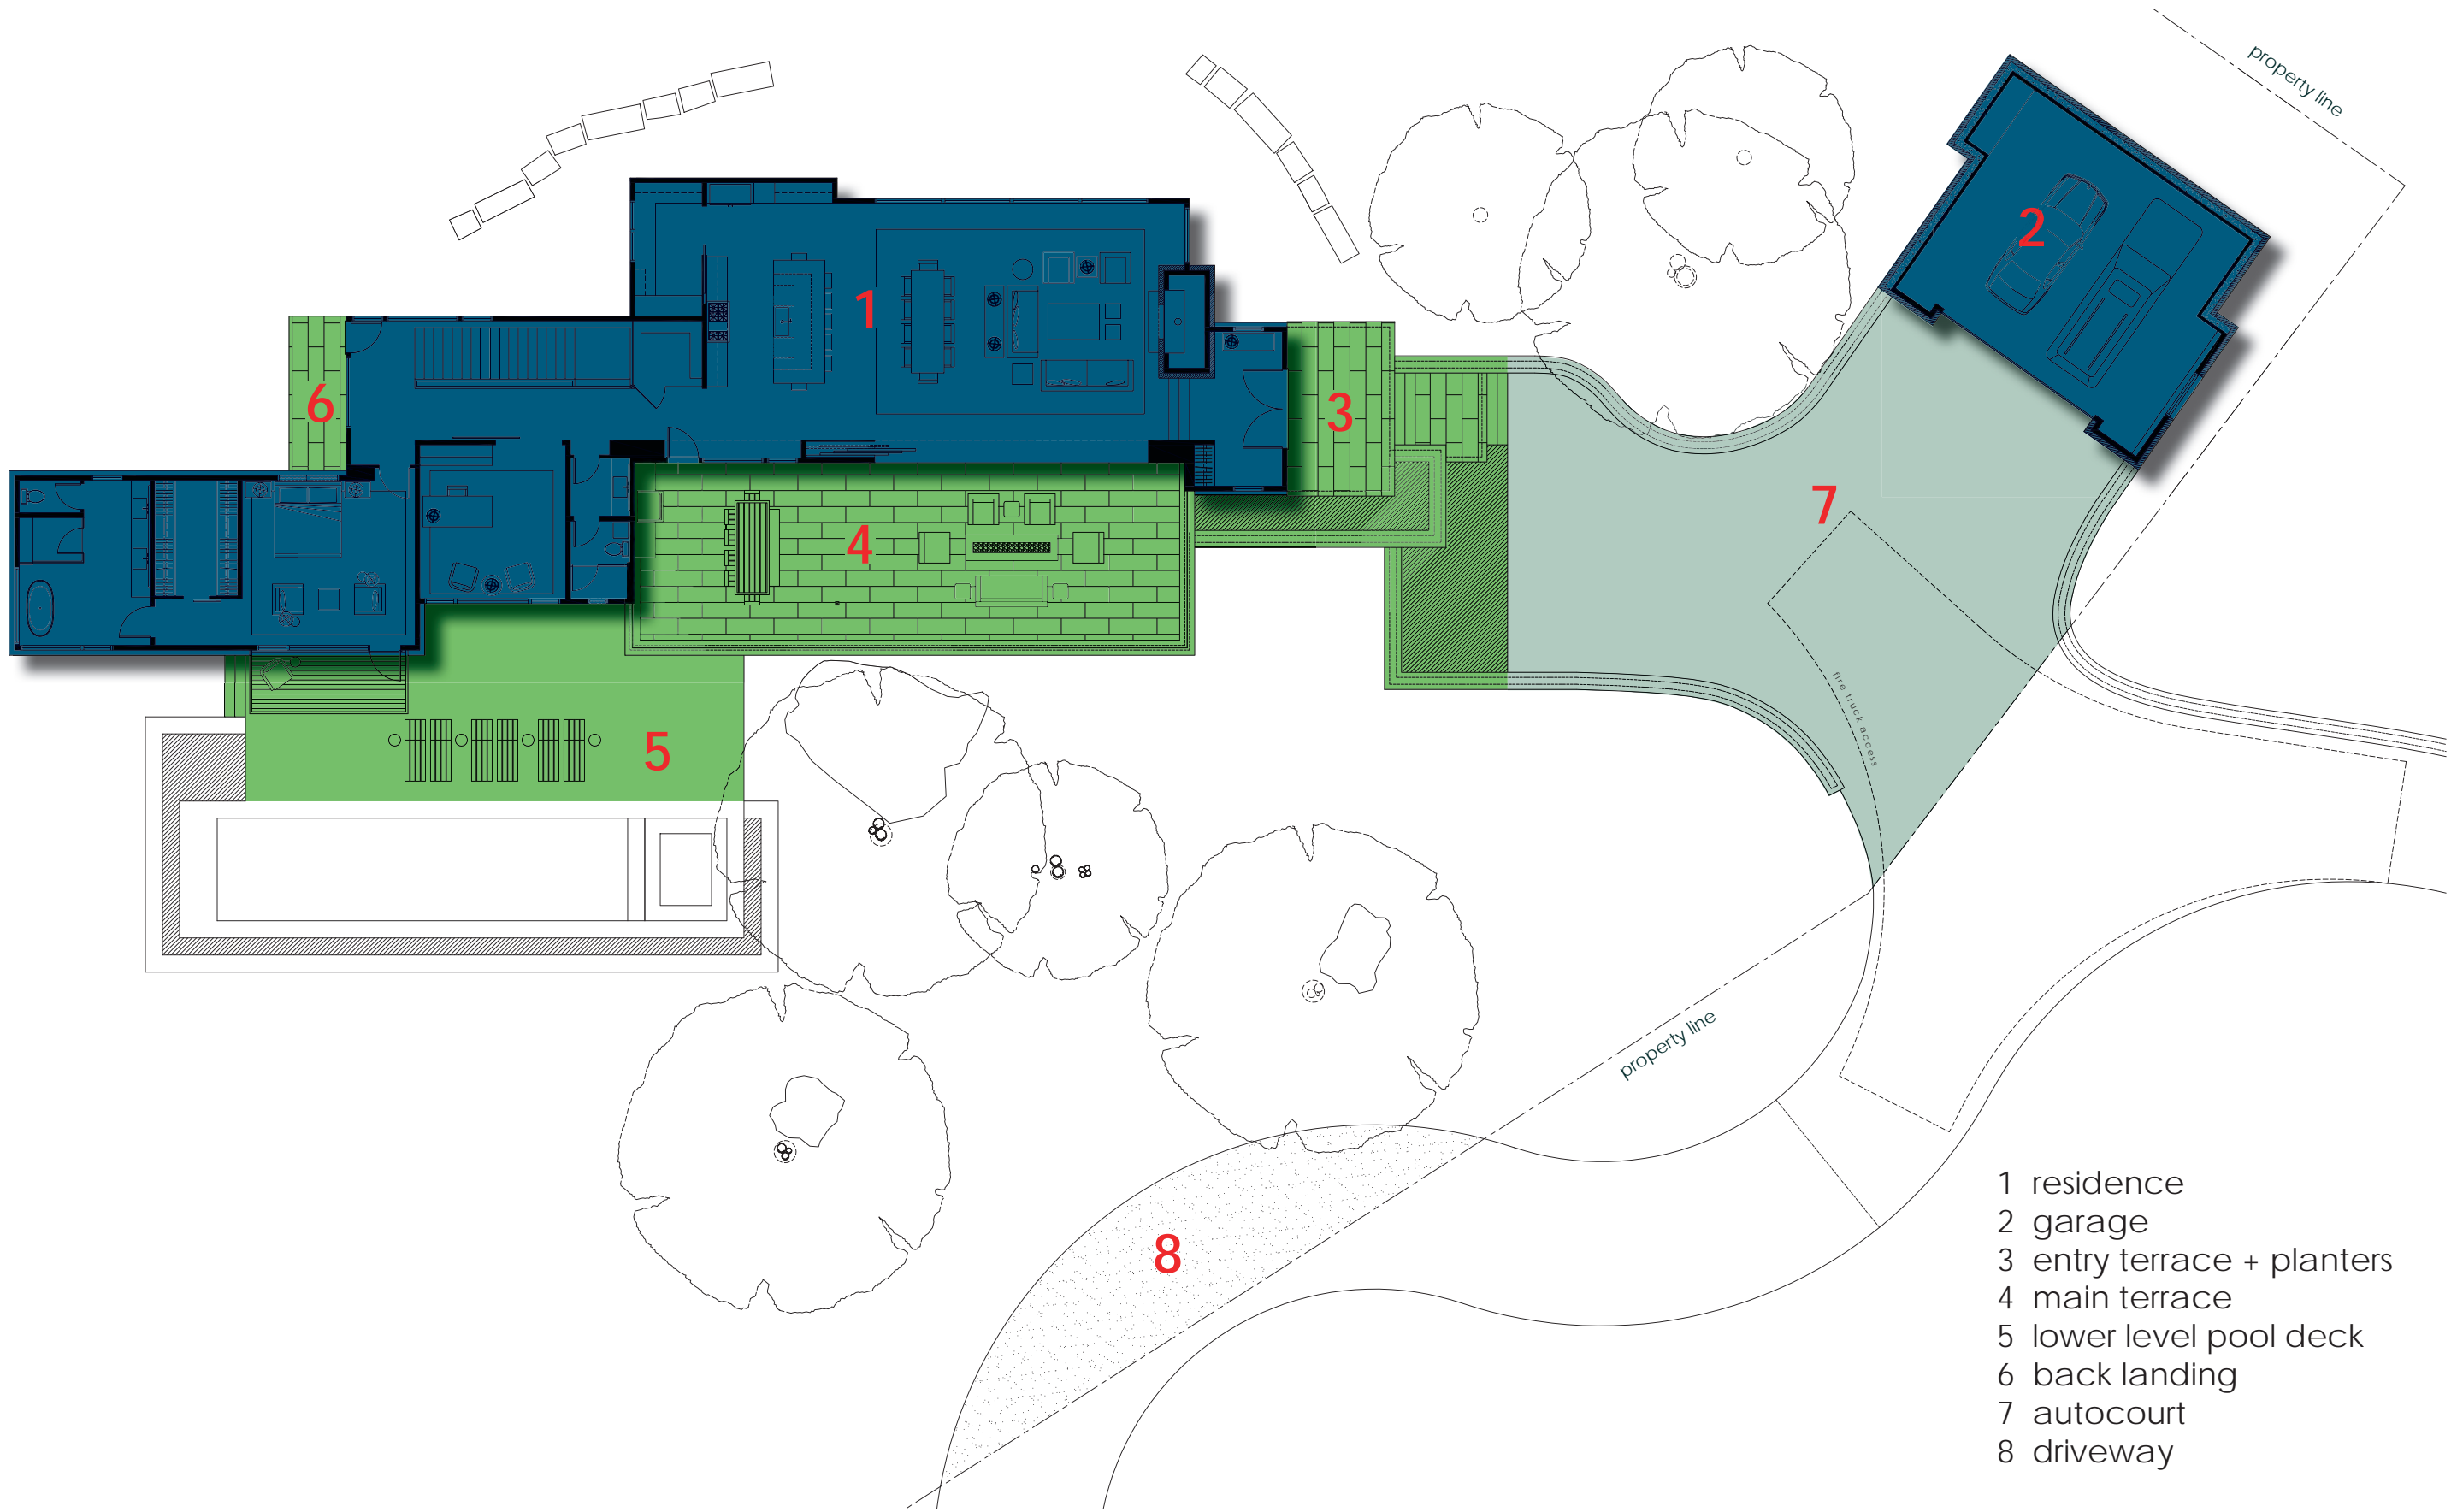 property line
2
1
6
3
7
4
fire truck access
5
property line
8
1 residence
2 garage
3 entry terrace + planters
4 main terrace
5 lower level pool deck
6 back landing
7 autocourt
8 driveway